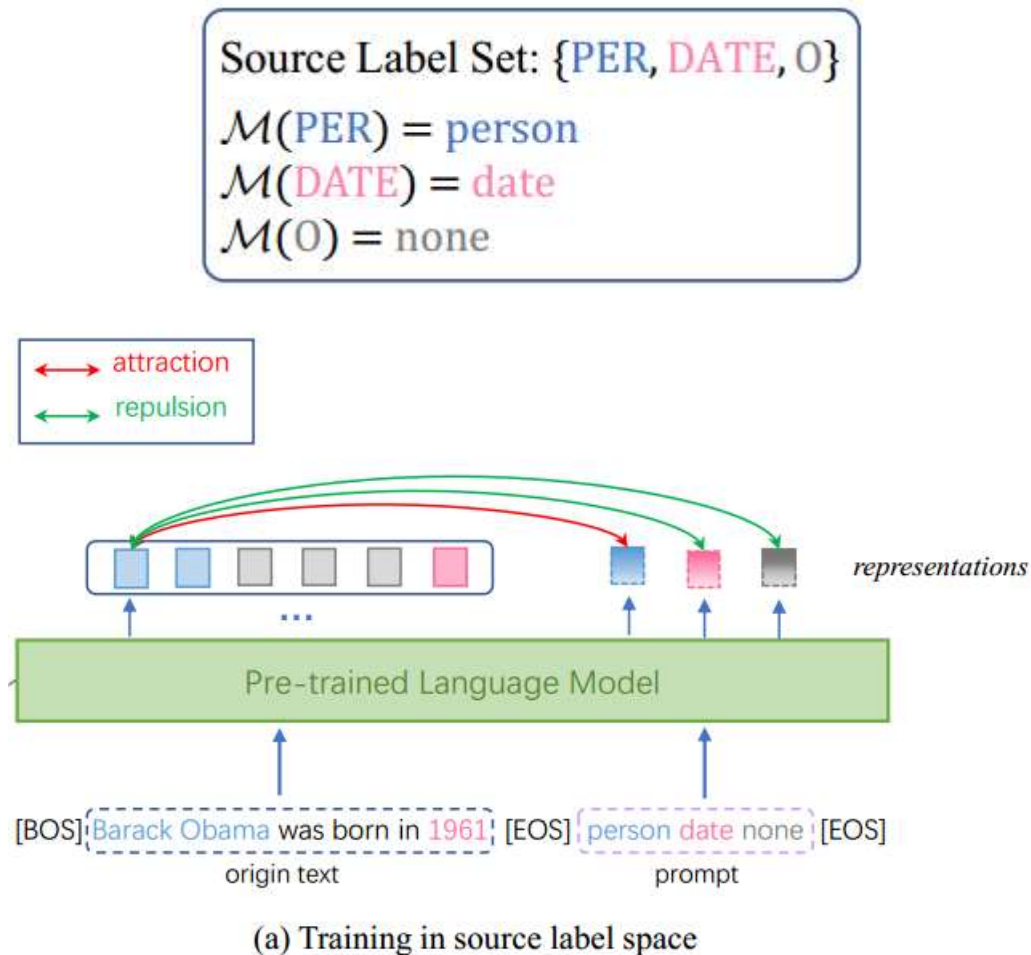 Source Label Set: {PER, DATE, O}
ℳ(PER) = person
ℳ(DATE) = date
ℳ(O) = none
attraction
repulsion
representations
...
Pre-trained Language Model
[BOS] Barack Obama was born in 1961 [EOS] person date none [EOS]
origin text prompt
(a) Training in source label space